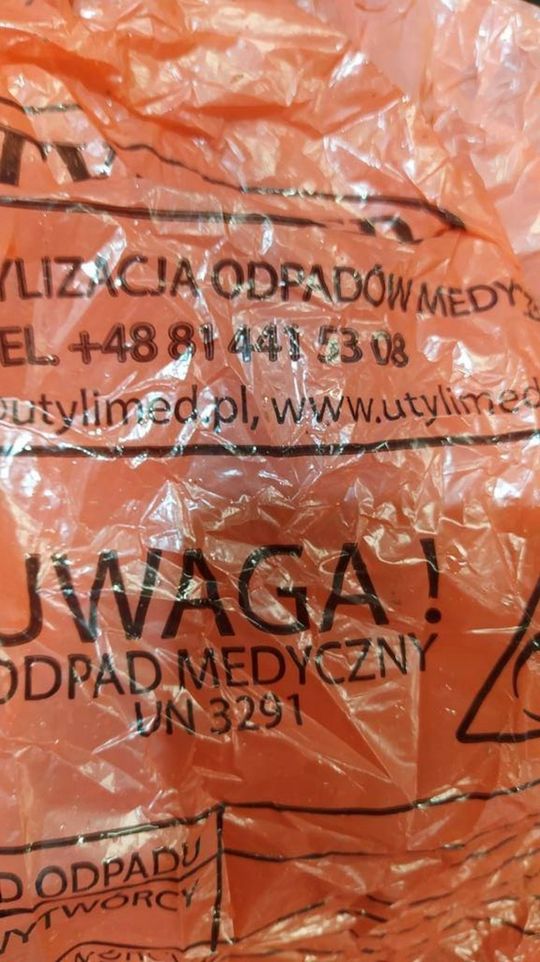 YLIZACJA ODPADÓW MEDY
EL. +48 81 441 53 08
@utylimed.pl, www.utylimed
UWAGA !
ODPAD MEDYCZNY
UN 3291
D ODPADU
WYTWÓRCY